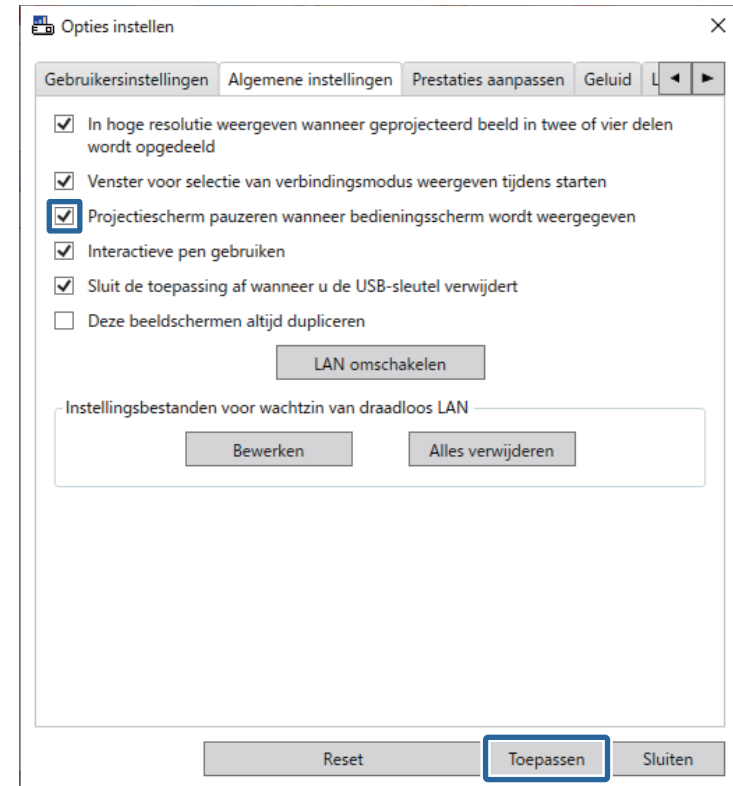 Opties instellen
Gebruikersinstellingen Algemene instellingen Prestaties aanpassen Geluid L
In hoge resolutie weergeven wanneer geprojecteerd beeld in twee of vier delen
wordt opgedeeld
Venster voor selectie van verbindingsmodus weergeven tijdens starten
Projectiescherm pauzeren wanneer bedieningsscherm wordt weergegeven
Interactieve pen gebruiken
Sluit de toepassing af wanneer u de USB-sleutel verwijdert
Deze beeldschermen altijd dupliceren
LAN omschakelen
Instellingsbestanden voor wachtzin van draadloos LAN
Bewerken Alles verwijderen
Reset Toepassen Sluiten